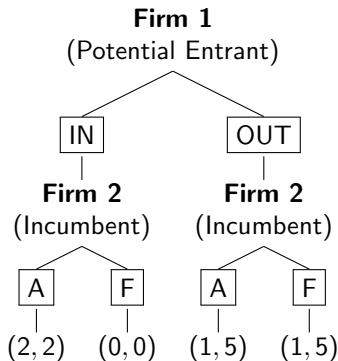 Firm 1
(Potential Entrant)
IN OUT
Firm 2 Firm 2
(Incumbent) (Incumbent)
A F A F
(2, 2) (0, 0) (1, 5) (1, 5)